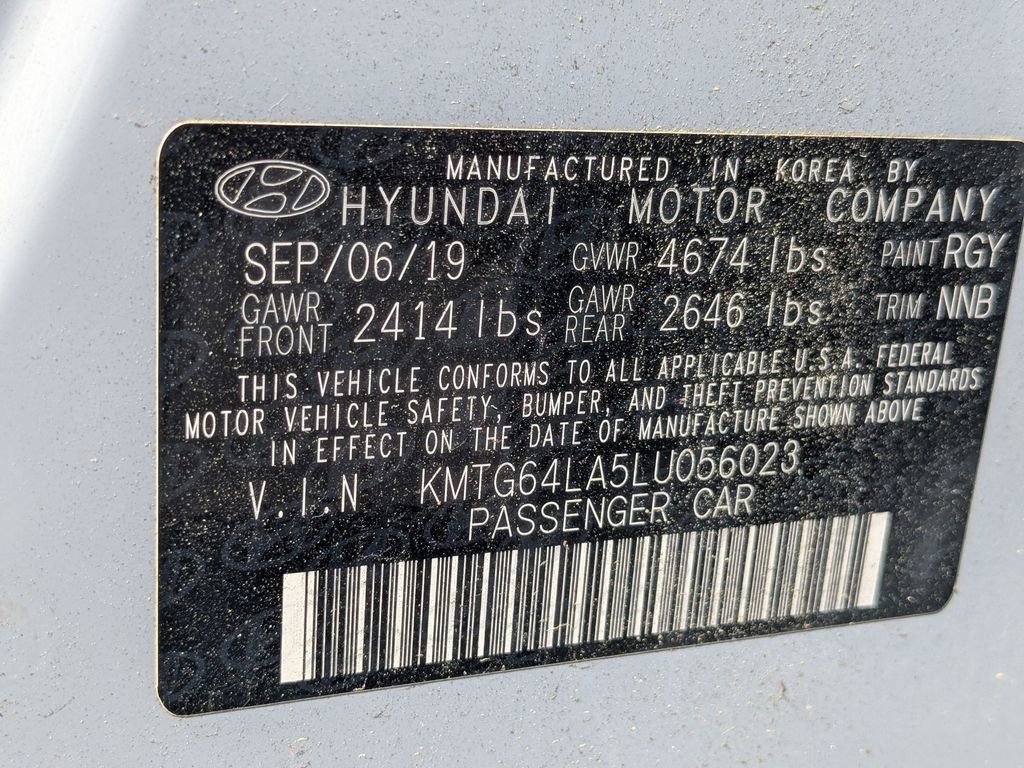 MANUFACTURED IN KOREA BY
HYUNDAI MOTOR COMPANY
SEP/06/19 GVWR 4674 lbs PAINT RGY
GAWR FRONT 2414 lbs GAWR REAR 2646 lbs TRIM NNB
THIS VEHICLE CONFORMS TO ALL APPLICABLE U.S.A. FEDERAL
MOTOR VEHICLE SAFETY, BUMPER, AND THEFT PREVENTION STANDARDS
IN EFFECT ON THE DATE OF MANUFACTURE SHOWN ABOVE
V.I.N KMTG64LA5LU056023
PASSENGER CAR